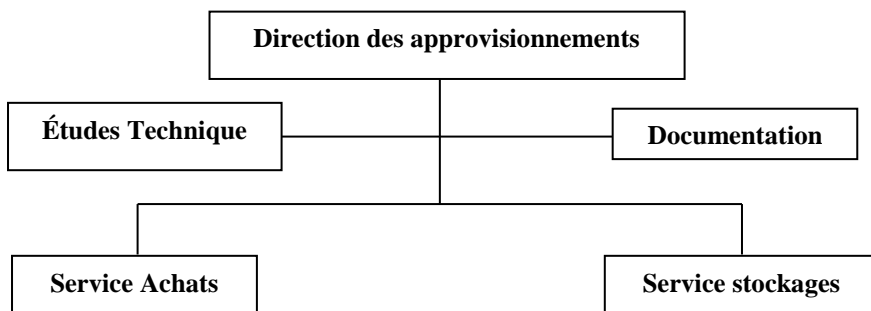 Direction des approvisionnements
Études Technique
Documentation
Service Achats
Service stockages